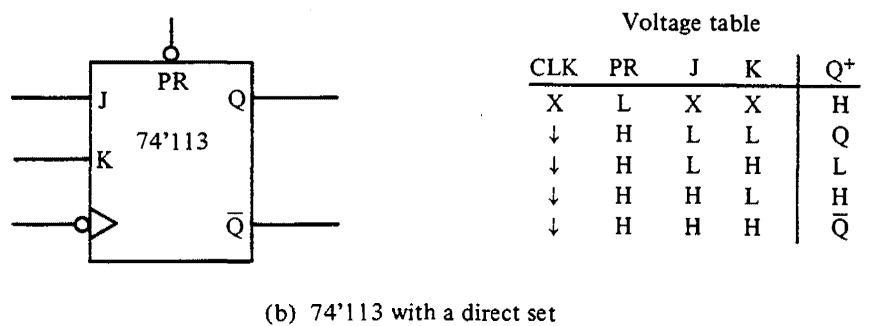 Voltage table
PR
J Q
74'113
K
Q̅
CLK PR J K Q⁺
X L X X H
↓ H L L Q
↓ H L H L
↓ H H L H
↓ H H H Q̅
(b) 74'113 with a direct set